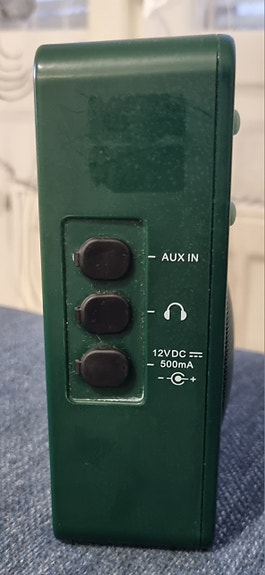 AUX IN
12VDC ⎓
500mA
- +